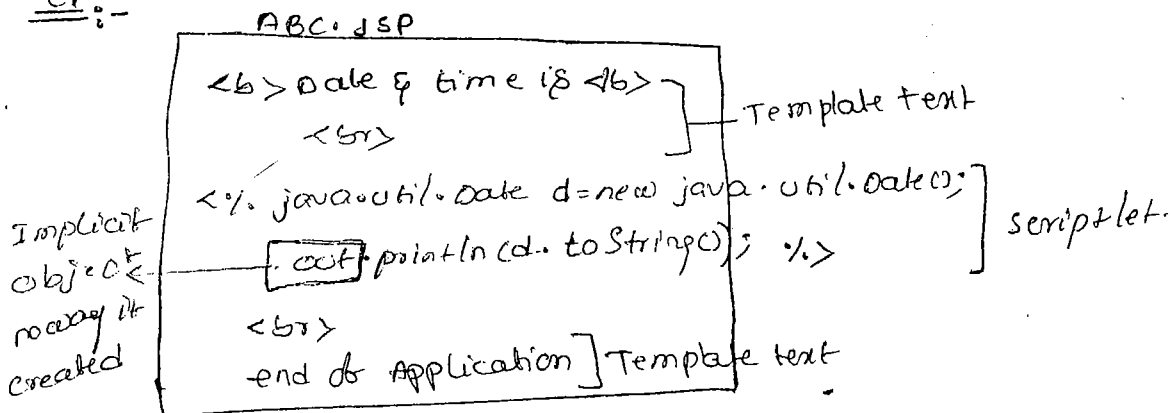 Ex:-
ABC.JSP
<b> Date & time is </b>
<br>
Template text
<% java.util.Date d=new java.util.Date();
out.println(d.toString()); %>
scriptlet.
Implicit
object
created
<br>
end of Application
Template text